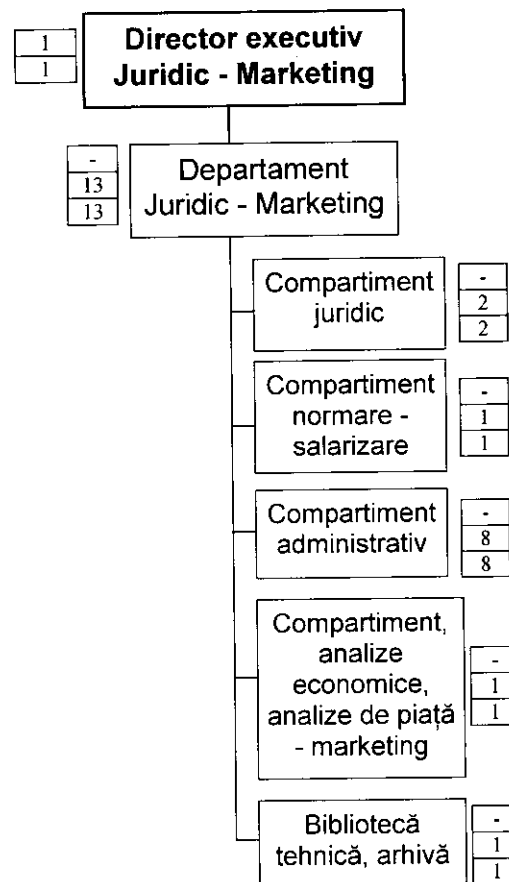 1
1
Director executiv
Juridic - Marketing
-
13
13
Departament
Juridic - Marketing
Compartiment
juridic
-
2
2
Compartiment
normare -
salarizare
-
1
1
Compartiment
administrativ
-
8
8
Compartiment,
analize
economice,
analize de piață
- marketing
-
1
1
Bibliotecă
tehnică, arhivă
-
1
1